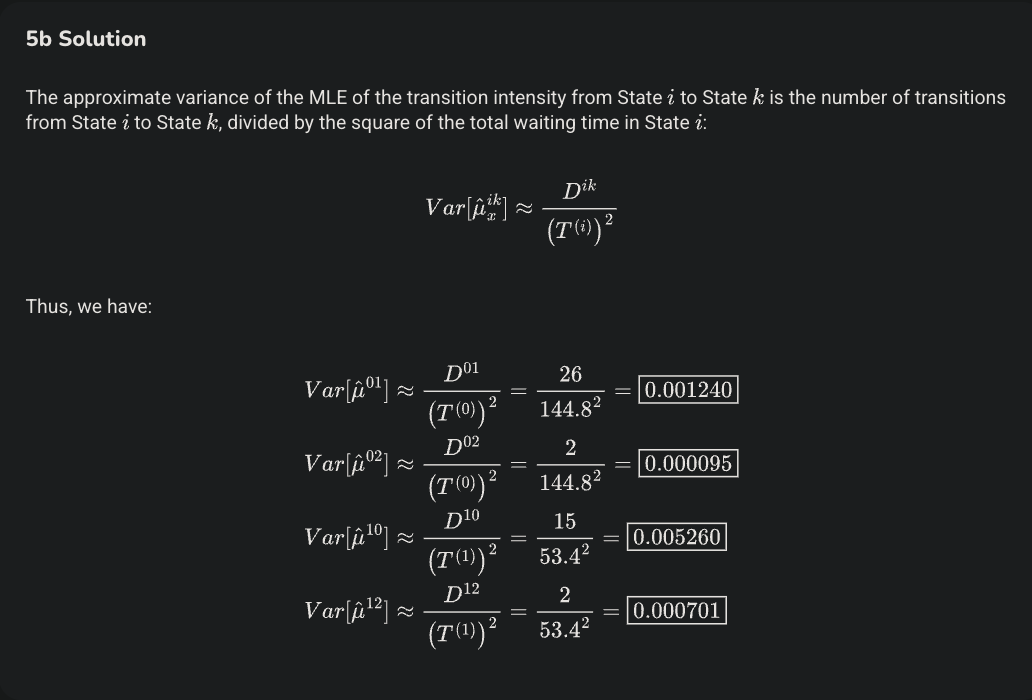 5b Solution
The approximate variance of the MLE of the transition intensity from State $i$ to State $k$ is the number of transitions
from State $i$ to State $k$, divided by the square of the total waiting time in State $i$:
$Var[\hat{\mu}_x^{ik}] \approx \frac{D^{ik}}{\left(T^{(i)}\right)^2}$
Thus, we have:
$Var[\hat{\mu}^{01}] \approx \frac{D^{01}}{\left(T^{(0)}\right)^2} = \frac{26}{144.8^2} = \boxed{0.001240}$
$Var[\hat{\mu}^{02}] \approx \frac{D^{02}}{\left(T^{(0)}\right)^2} = \frac{2}{144.8^2} = \boxed{0.000095}$
$Var[\hat{\mu}^{10}] \approx \frac{D^{10}}{\left(T^{(1)}\right)^2} = \frac{15}{53.4^2} = \boxed{0.005260}$
$Var[\hat{\mu}^{12}] \approx \frac{D^{12}}{\left(T^{(1)}\right)^2} = \frac{2}{53.4^2} = \boxed{0.000701}$